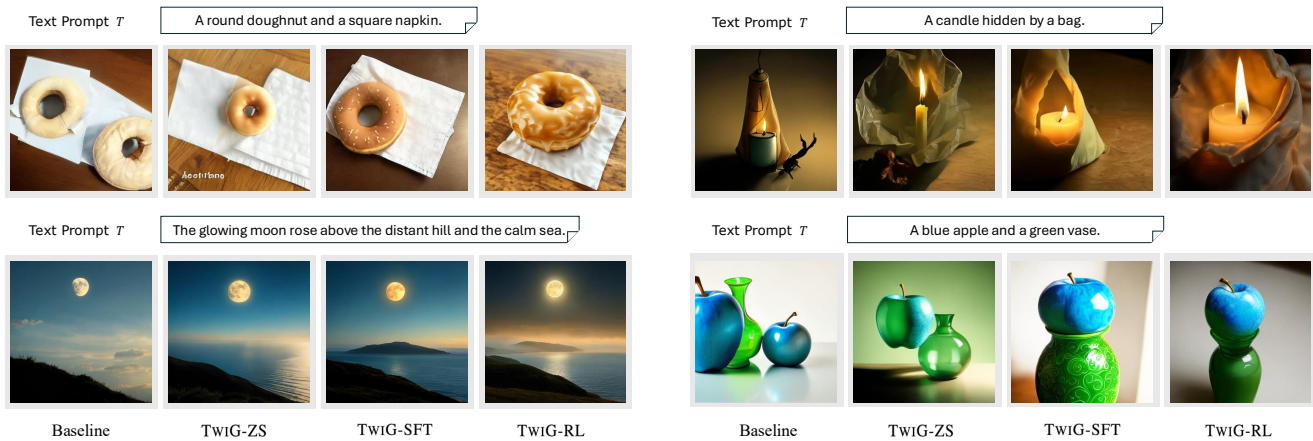 Text Prompt T
A round doughnut and a square napkin.
Text Prompt T
A candle hidden by a bag.
Text Prompt T
The glowing moon rose above the distant hill and the calm sea.
Text Prompt T
A blue apple and a green vase.
Baseline
TWIG-ZS
TWIG-SFT
TWIG-RL
Baseline
TWIG-ZS
TWIG-SFT
TWIG-RL